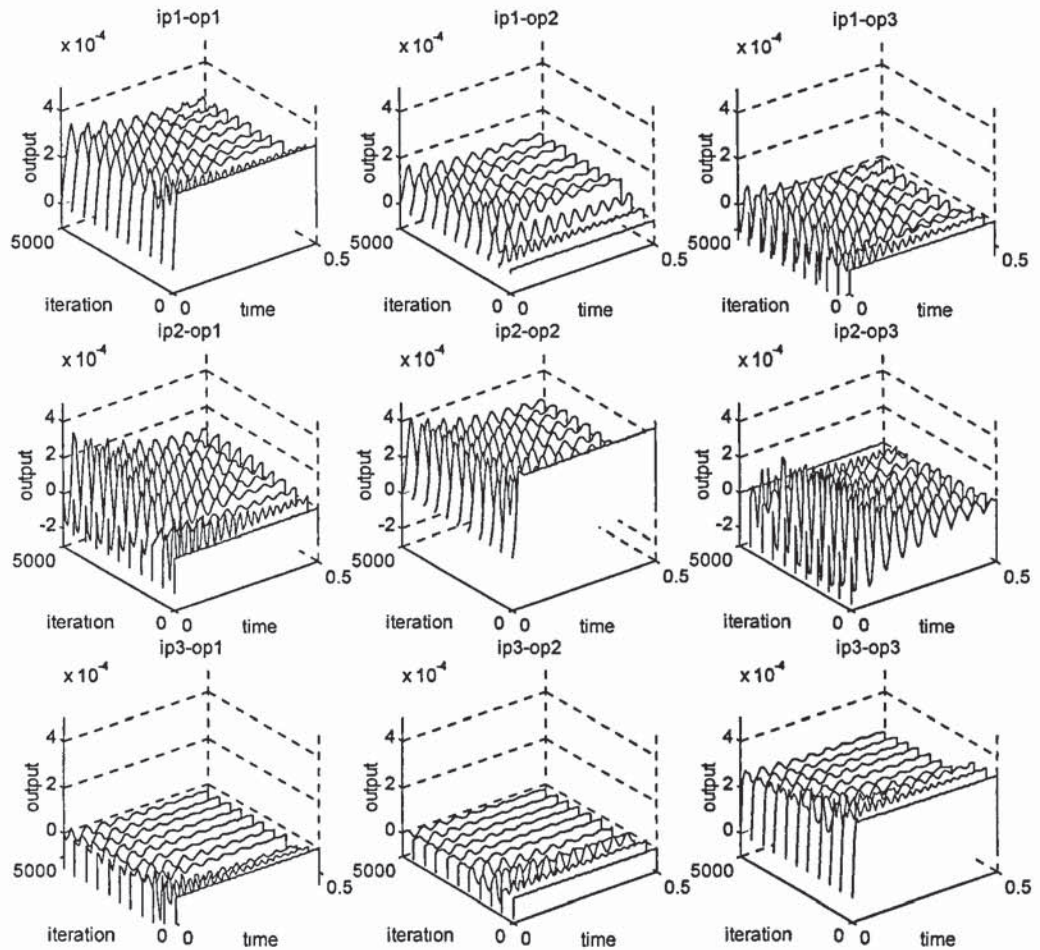 ip1-op1
x 10⁻⁴
4
2
0
output
5000
0.5
iteration
0 0
time
ip1-op2
x 10⁻⁴
4
2
0
output
5000
0.5
iteration
0 0
time
ip1-op3
x 10⁻⁴
4
2
0
output
5000
0.5
iteration
0 0
time
ip2-op1
x 10⁻⁴
4
2
0
-2
output
5000
0.5
iteration
0 0
time
ip2-op2
x 10⁻⁴
4
2
0
-2
output
5000
0.5
iteration
0 0
time
ip2-op3
x 10⁻⁴
4
2
0
-2
output
5000
0.5
iteration
0 0
time
ip3-op1
x 10⁻⁴
4
2
0
output
5000
0.5
iteration
0 0
time
ip3-op2
x 10⁻⁴
4
2
0
output
5000
0.5
iteration
0 0
time
ip3-op3
x 10⁻⁴
4
2
0
output
5000
0.5
iteration
0 0
time